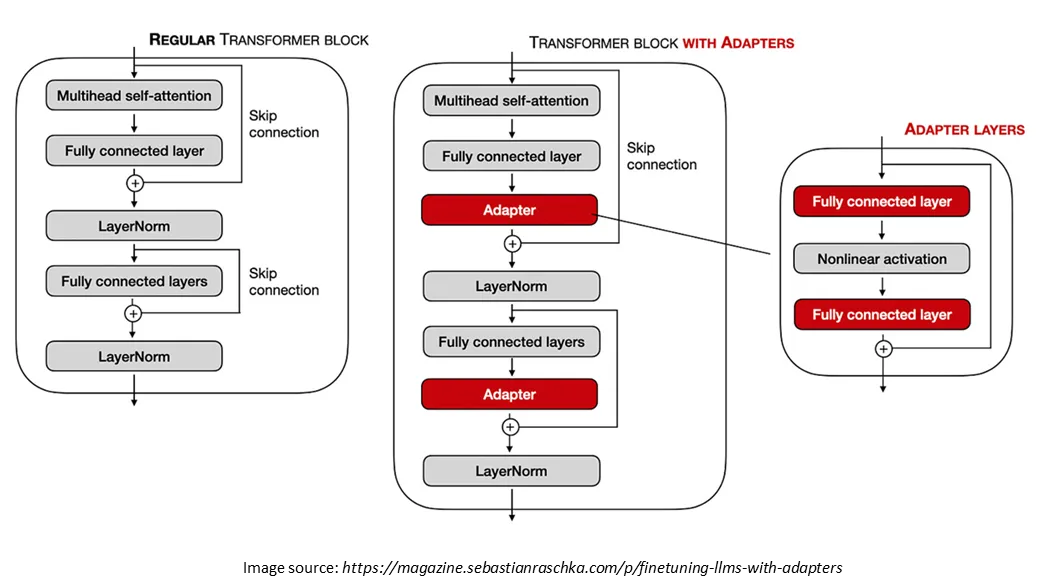 REGULAR TRANSFORMER BLOCK
Multihead self-attention
Fully connected layer
Skip
connection
+
LayerNorm
Fully connected layers
Skip
connection
+
LayerNorm
TRANSFORMER BLOCK WITH ADAPTERS
Multihead self-attention
Fully connected layer
Skip
connection
Adapter
+
LayerNorm
Fully connected layers
Adapter
+
LayerNorm
ADAPTER LAYERS
Fully connected layer
Nonlinear activation
Fully connected layer
+
Image source: https://magazine.sebastianraschka.com/p/finetuning-llms-with-adapters